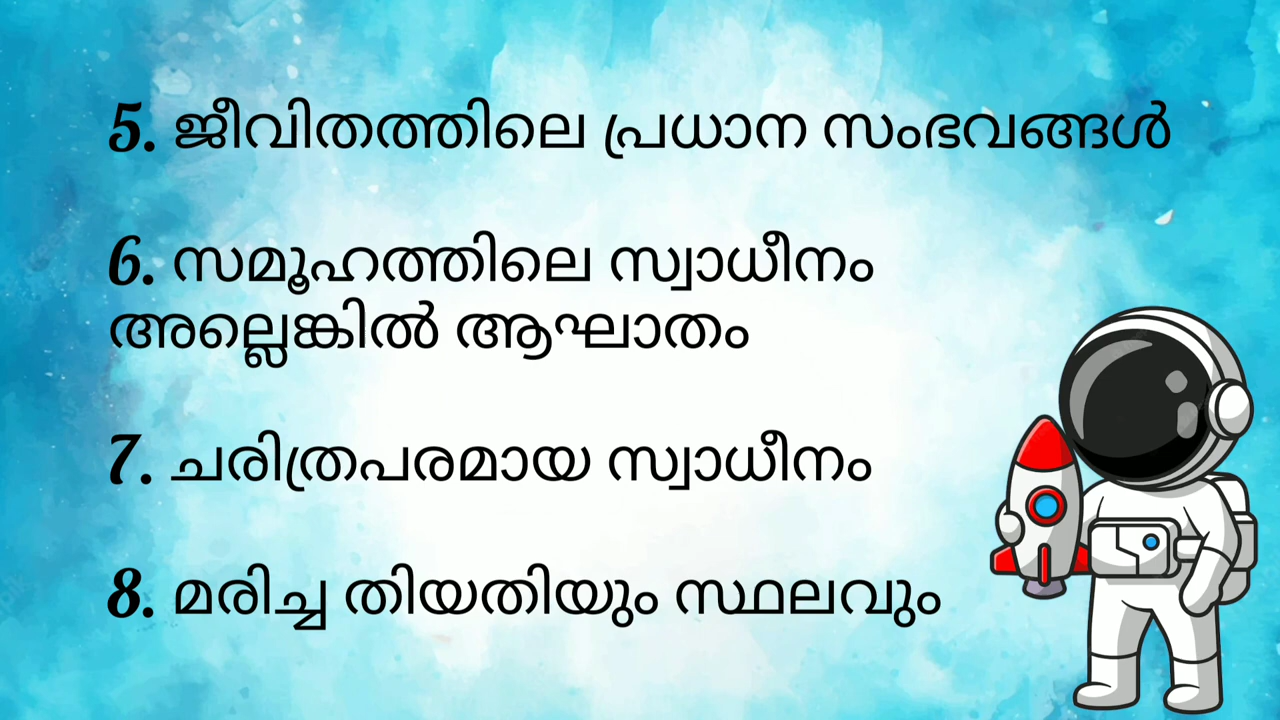 5. ജീവിതത്തിലെ പ്രധാന സംഭവങ്ങൾ
6. സമൂഹത്തിലെ സ്വാധീനം
അല്ലെങ്കിൽ ആഘാതം
7. ചരിത്രപരമായ സ്വാധീനം
8. മരിച്ച തിയതിയും സ്ഥലവും